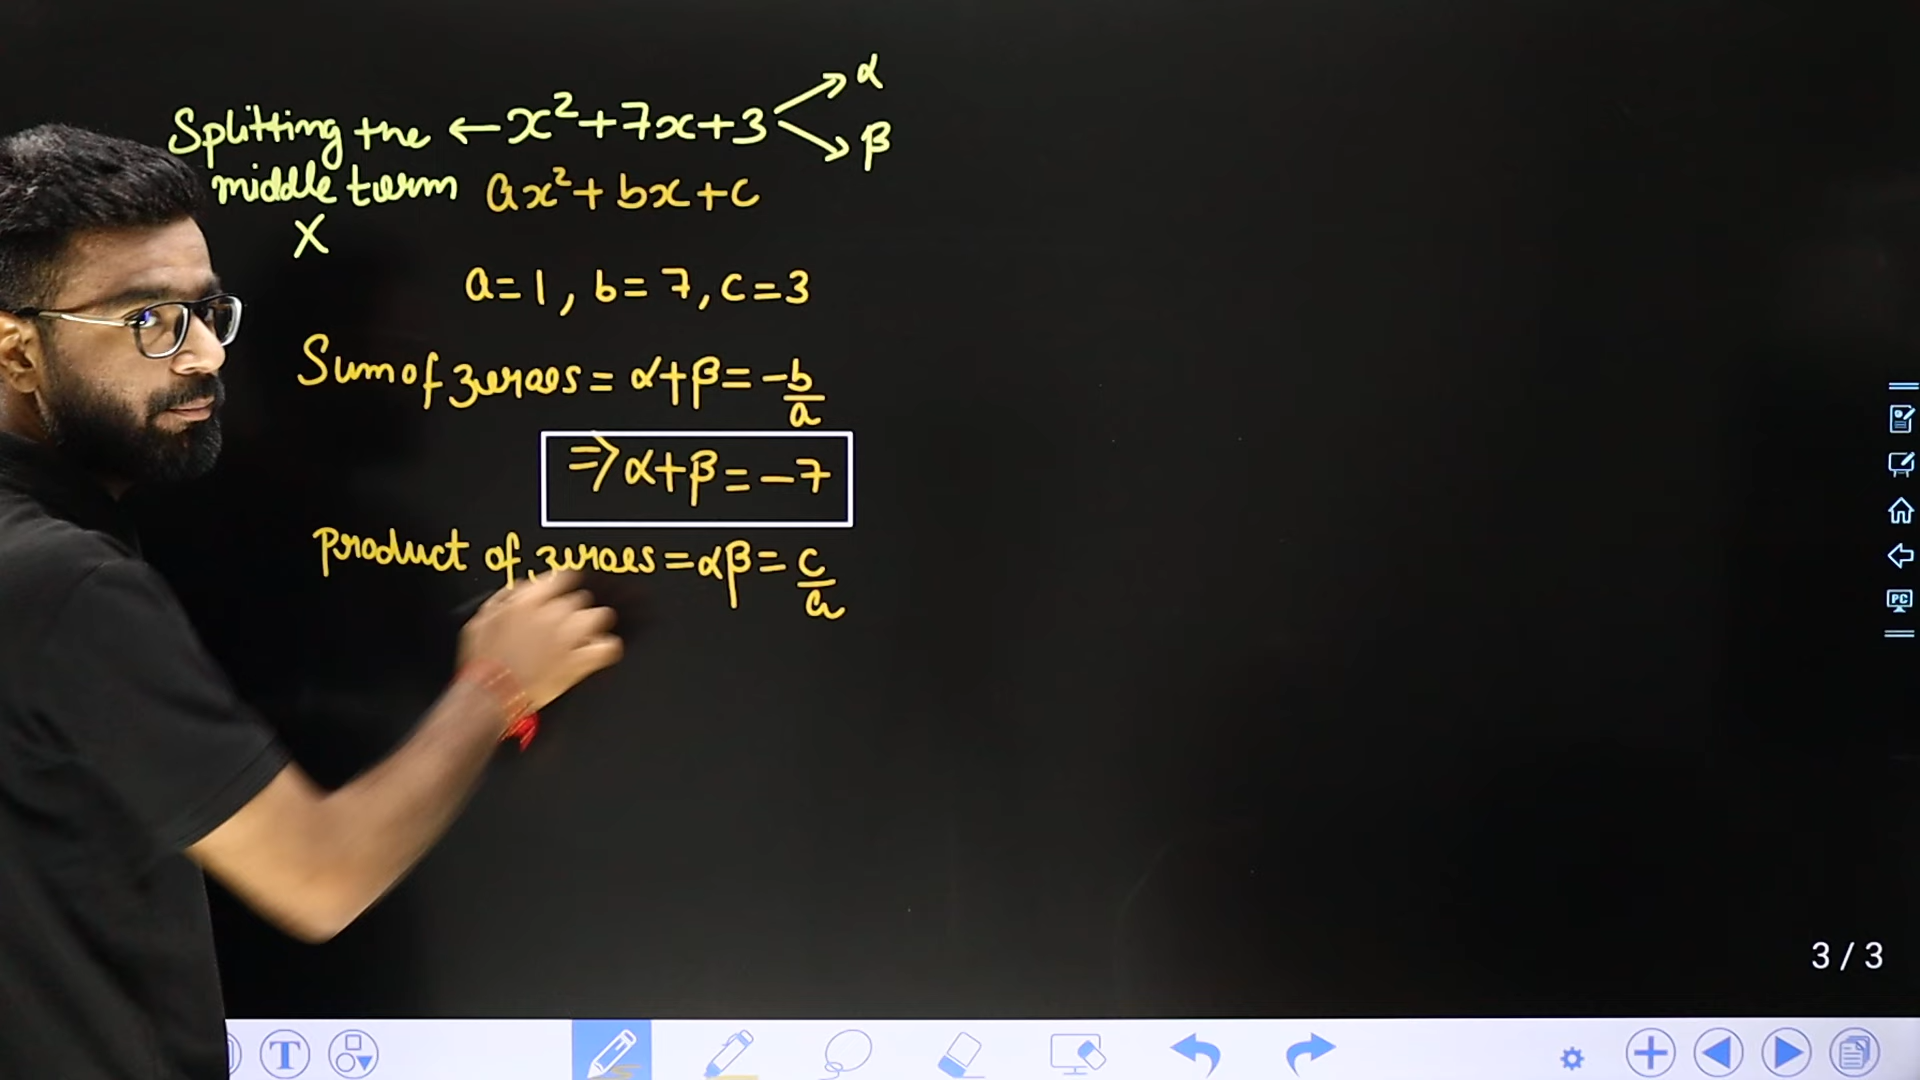 Splitting the ← x²+7x+3 → α
→ β
middle term ax²+bx+c
X
a=1, b=7, c=3
Sum of zeroes = α+β = -b/a
⇒ α+β = -7
Product of zeroes = αβ = c/a
PC
3 / 3
T